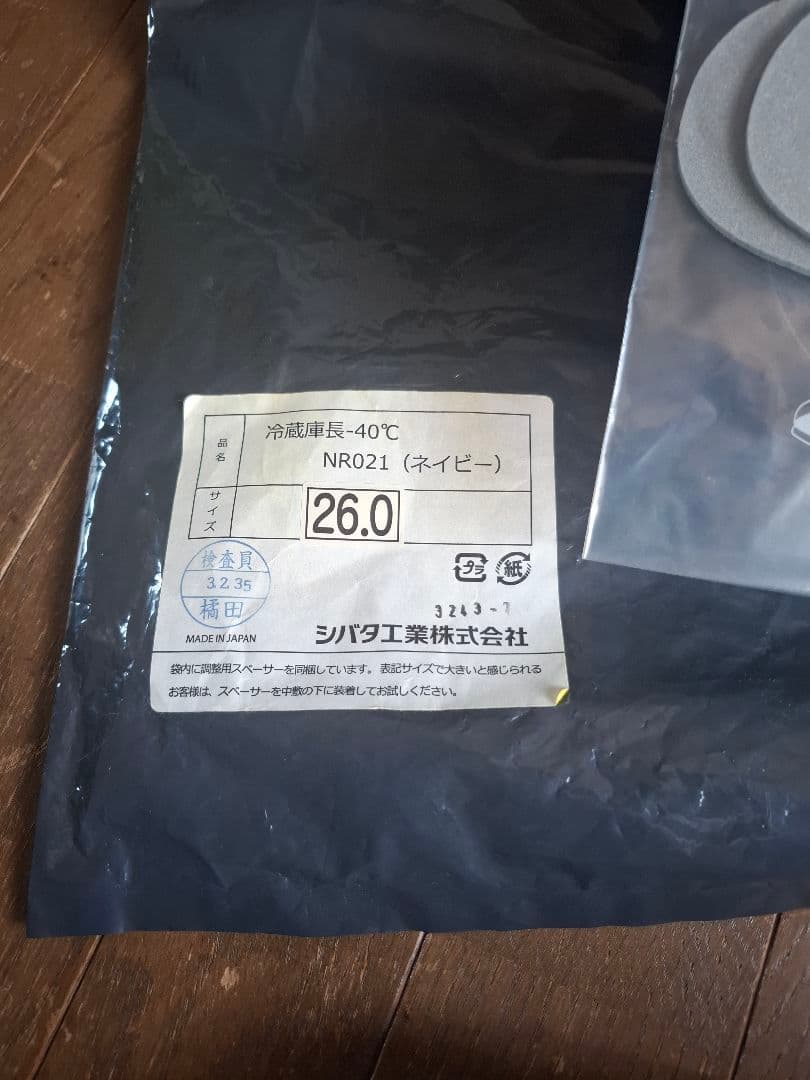 品名
冷蔵庫長-40℃
NR021（ネイビー）
サイズ
26.0
検査員
3.2.35
橘田
プラ
紙
3243-7
MADE IN JAPAN
シバタ工業株式会社
袋内に調整用スペーサーを同梱しています。表記サイズで大きいと感じられる
お客様は、スペーサーを中敷の下に装着してお試しください。